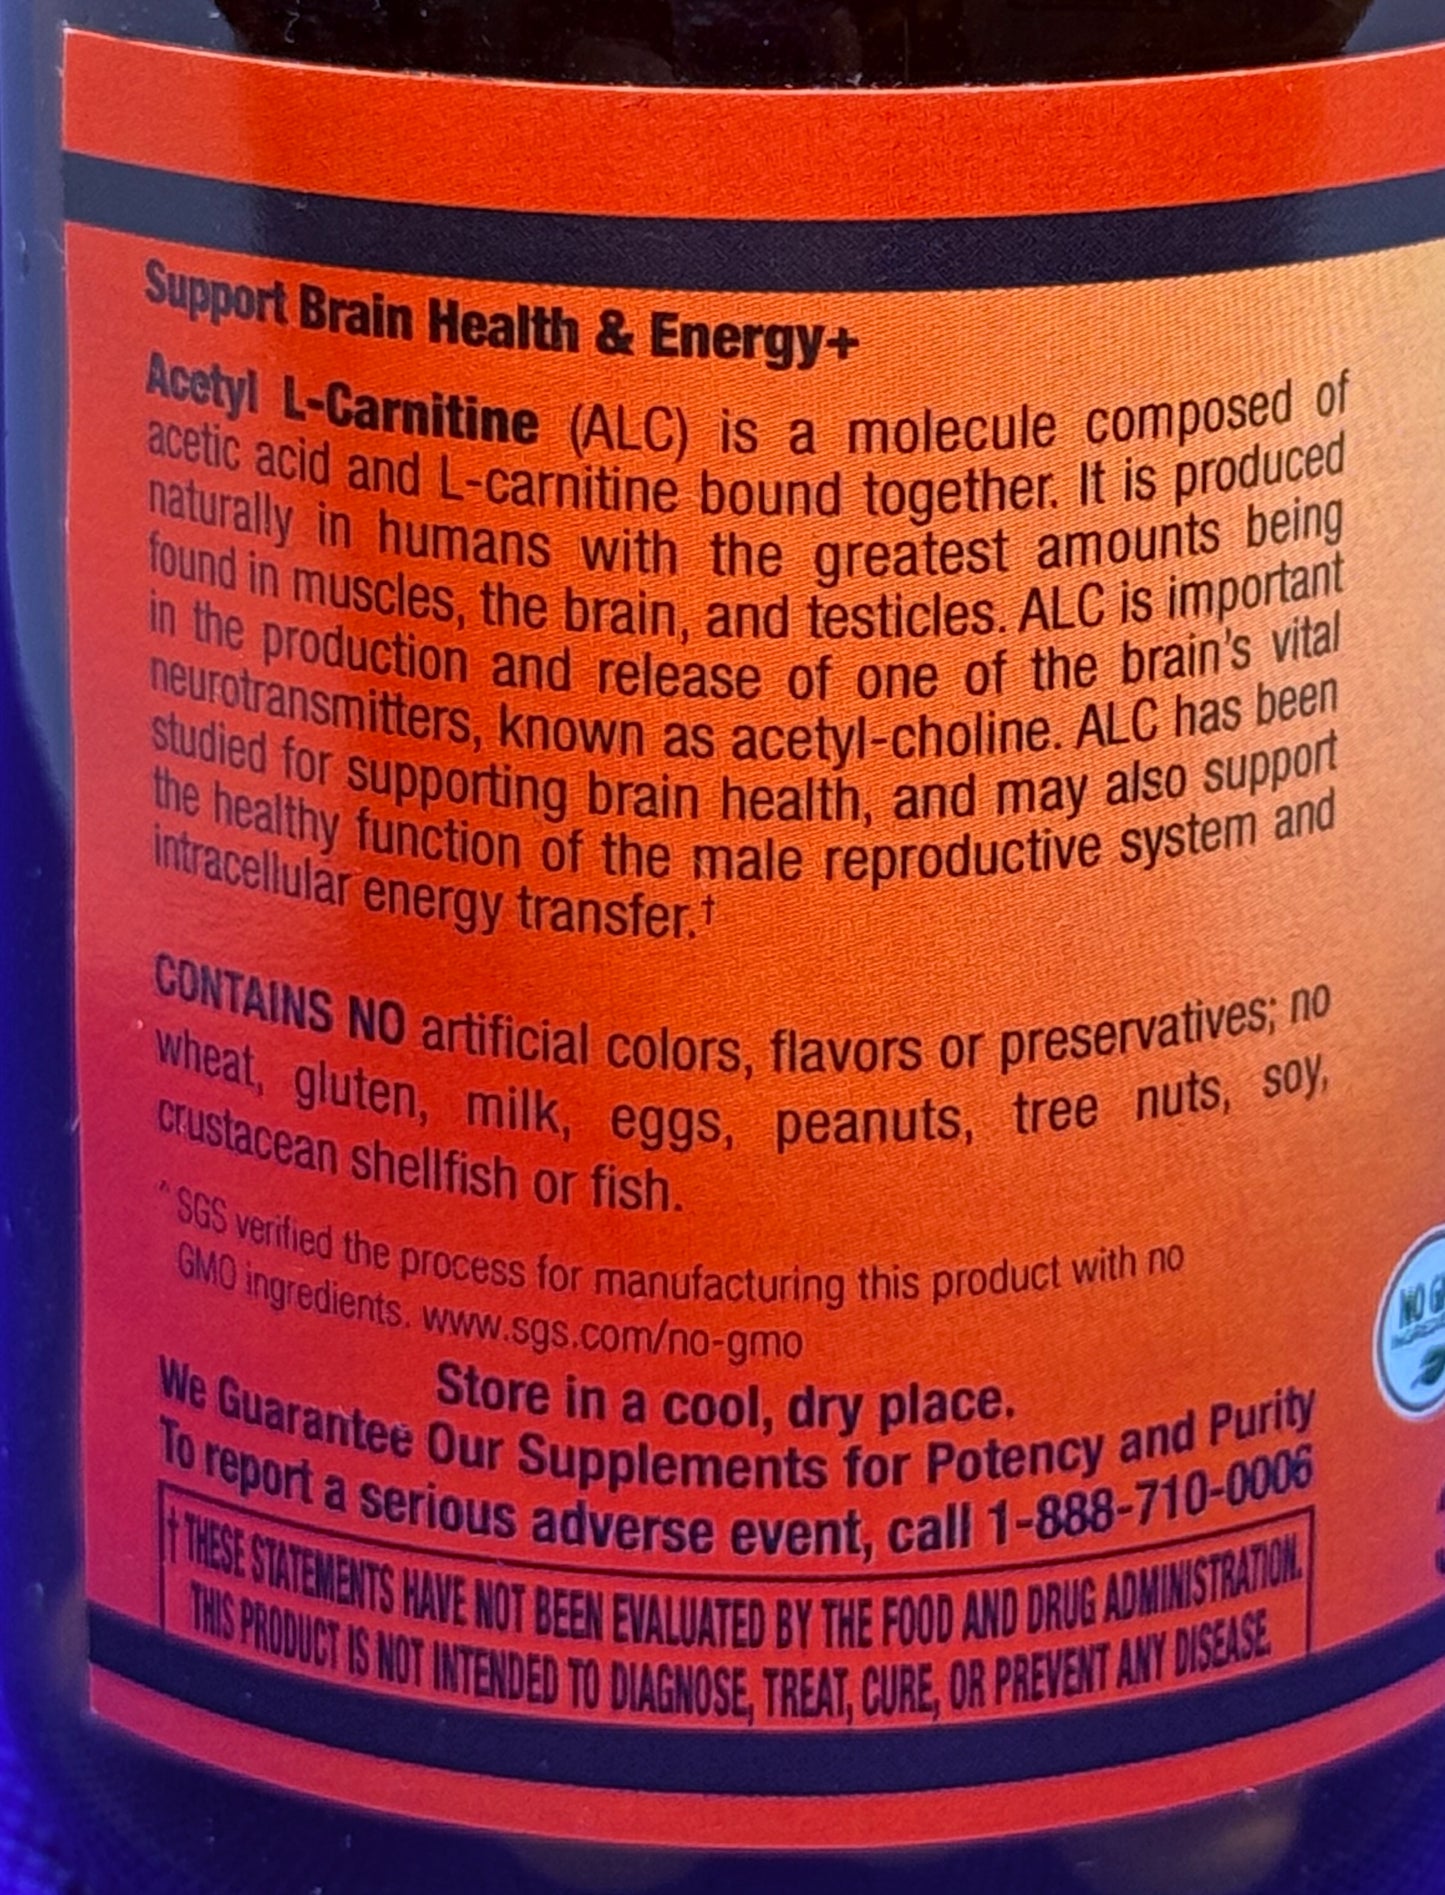 Support Brain Health & Energy+
Acetyl L-Carnitine (ALC) is a molecule composed of
acetic acid and L-carnitine bound together. It is produced
naturally in humans with the greatest amounts being
found in muscles, the brain, and testicles. ALC is important
in the production and release of one of the brain's vital
neurotransmitters, known as acetyl-choline. ALC has been
studied for supporting brain health, and may also support
the healthy function of the male reproductive system and
intracellular energy transfer.†
CONTAINS NO artificial colors, flavors or preservatives; no
wheat, gluten, milk, eggs, peanuts, tree nuts, soy,
crustacean shellfish or fish.
^ SGS verified the process for manufacturing this product with no
GMO ingredients. www.sgs.com/no-gmo
Store in a cool, dry place.
We Guarantee Our Supplements for Potency and Purity
To report a serious adverse event, call 1-888-710-0006
† THESE STATEMENTS HAVE NOT BEEN EVALUATED BY THE FOOD AND DRUG ADMINISTRATION.
THIS PRODUCT IS NOT INTENDED TO DIAGNOSE, TREAT, CURE, OR PREVENT ANY DISEASE.
NO